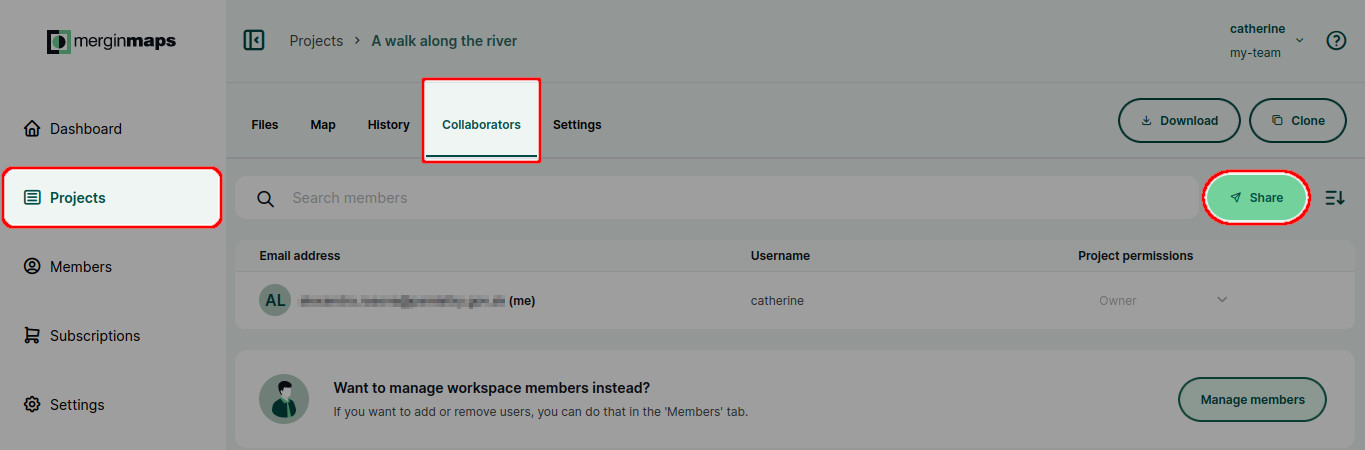 merginmaps
Projects > A walk along the river
catherine
my-team
Dashboard
Projects
Members
Subscriptions
Settings
Files Map History Collaborators Settings
Download Clone
Search members
Share
Email address Username Project permissions
AL (me) catherine Owner
Want to manage workspace members instead?
If you want to add or remove users, you can do that in the 'Members' tab.
Manage members